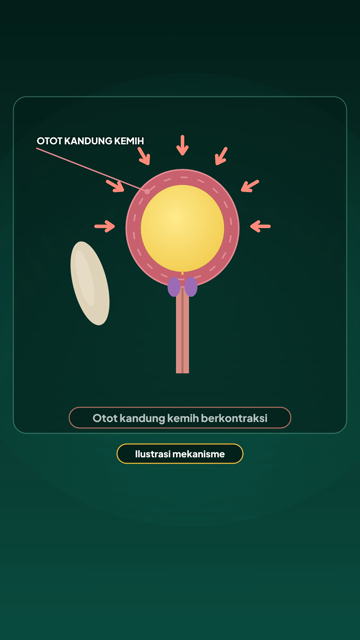 OTOT KANDUNG KEMIH
Otot kandung kemih berkontraksi
Ilustrasi mekanisme